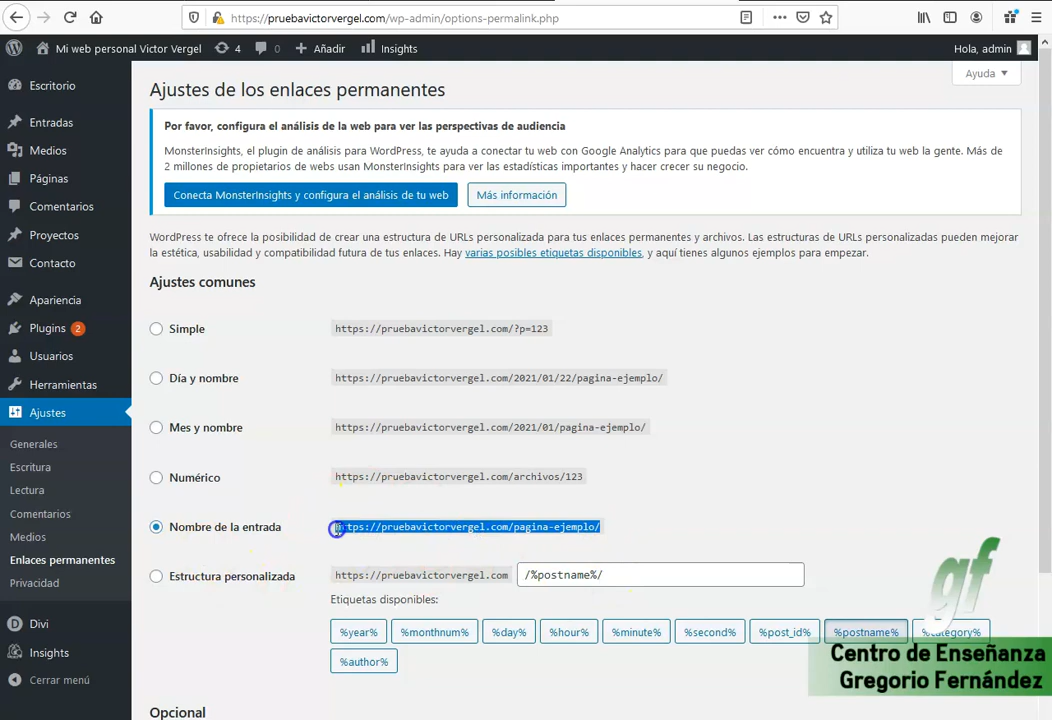 https://pruebavictorvergel.com/wp-admin/options-permalink.php
Mi web personal Victor Vergel 4 0 Añadir Insights Hola, admin
Ayuda
Escritorio
Entradas
Medios
Páginas
Comentarios
Proyectos
Contacto
Apariencia
Plugins 2
Usuarios
Herramientas
Ajustes
Generales
Escritura
Lectura
Comentarios
Medios
Enlaces permanentes
Privacidad
Divi
Insights
Cerrar menú
Ajustes de los enlaces permanentes
Por favor, configura el análisis de la web para ver las perspectivas de audiencia
MonsterInsights, el plugin de análisis para WordPress, te ayuda a conectar tu web con Google Analytics para que puedas ver cómo encuentra y utiliza tu web la gente. Más de
2 millones de propietarios de webs usan MonsterInsights para ver las estadísticas importantes y hacer crecer su negocio.
Conecta MonsterInsights y configura el análisis de tu web Más información
WordPress te ofrece la posibilidad de crear una estructura de URLs personalizada para tus enlaces permanentes y archivos. Las estructuras de URLs personalizadas pueden mejorar
la estética, usabilidad y compatibilidad futura de tus enlaces. Hay varias posibles etiquetas disponibles, y aquí tienes algunos ejemplos para empezar.
Ajustes comunes
Simple https://pruebavictorvergel.com/?p=123
Día y nombre https://pruebavictorvergel.com/2021/01/22/pagina-ejemplo/
Mes y nombre https://pruebavictorvergel.com/2021/01/pagina-ejemplo/
Numérico https://pruebavictorvergel.com/archivos/123
Nombre de la entrada https://pruebavictorvergel.com/pagina-ejemplo/
Estructura personalizada https://pruebavictorvergel.com /%postname%/
Etiquetas disponibles:
%year% %monthnum% %day% %hour% %minute% %second% %post_id% %postname% %category%
%author%
Opcional
gf
Centro de Enseñanza
Gregorio Fernández